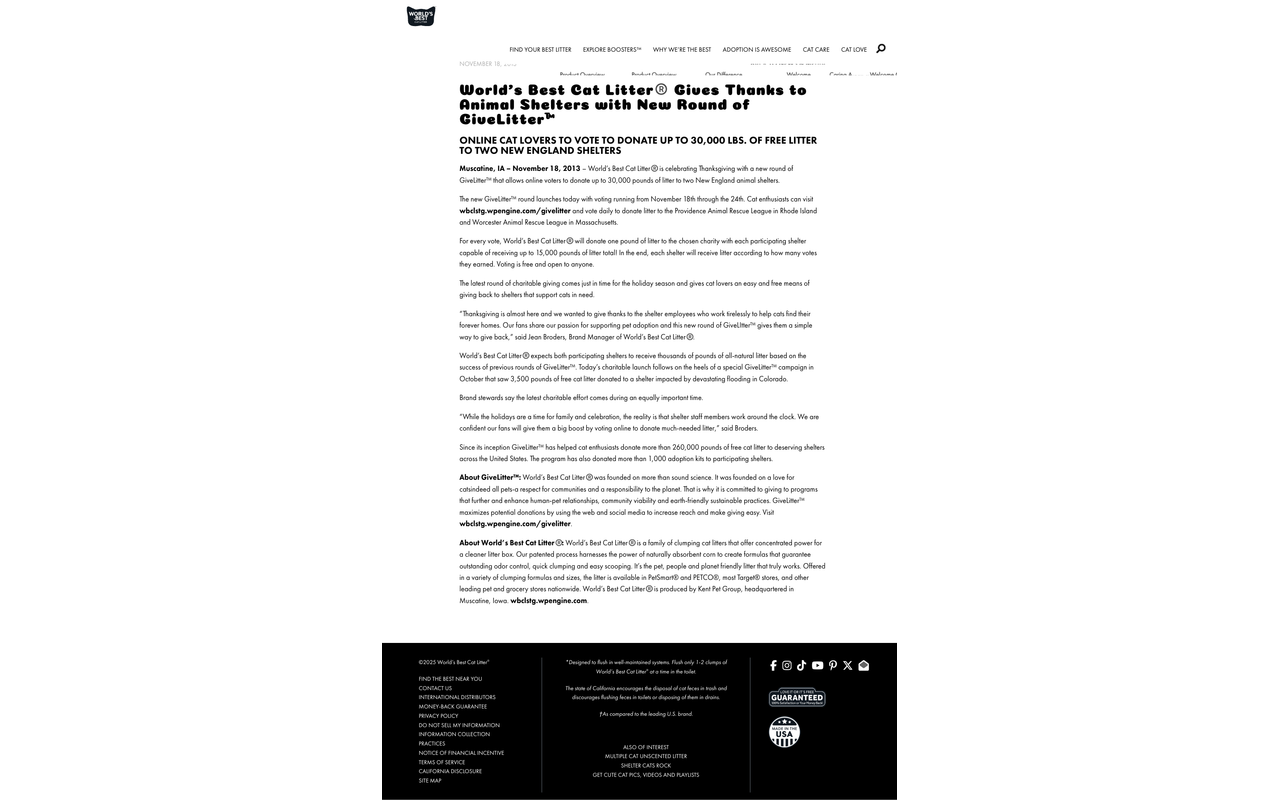 WORLD'S
BEST
FIND YOUR BEST LITTER EXPLORE BOOSTERS™ WHY WE'RE THE BEST ADOPTION IS AWESOME CAT CARE CAT LOVE
NOVEMBER 18, 2013
Product Overview Product Overview Our Difference Welcome
World's Best Cat Litter® Gives Thanks to
Animal Shelters with New Round of
GiveLitter™
ONLINE CAT LOVERS TO VOTE TO DONATE UP TO 30,000 LBS. OF FREE LITTER
TO TWO NEW ENGLAND SHELTERS
Muscatine, IA – November 18, 2013 – World's Best Cat Litter® is celebrating Thanksgiving with a new round of
GiveLitter™ that allows online voters to donate up to 30,000 pounds of litter to two New England animal shelters.
The new GiveLitter™ round launches today with voting running from November 18th through the 24th. Cat enthusiasts can visit
wbclstg.wpengine.com/givelitter and vote daily to donate litter to the Providence Animal Rescue League in Rhode Island
and Worcester Animal Rescue League in Massachusetts.
For every vote, World's Best Cat Litter® will donate one pound of litter to the chosen charity with each participating shelter
capable of receiving up to 15,000 pounds of litter total! In the end, each shelter will receive litter according to how many votes
they earned. Voting is free and open to anyone.
The latest round of charitable giving comes just in time for the holiday season and gives cat lovers an easy and free means of
giving back to shelters that support cats in need.
"Thanksgiving is almost here and we wanted to give thanks to the shelter employees who work tirelessly to help cats find their
forever homes. Our fans share our passion for supporting pet adoption and this new round of GiveLitter™ gives them a simple
way to give back," said Jean Broders, Brand Manager of World's Best Cat Litter®.
World's Best Cat Litter® expects both participating shelters to receive thousands of pounds of all-natural litter based on the
success of previous rounds of GiveLitter™. Today's charitable launch follows on the heels of a special GiveLitter™ campaign in
October that saw 3,500 pounds of free cat litter donated to a shelter impacted by devastating flooding in Colorado.
Brand stewards say the latest charitable effort comes during an equally important time.
"While the holidays are a time for family and celebration, the reality is that shelter staff members work around the clock. We are
confident our fans will give them a big boost by voting online to donate much-needed litter," said Broders.
Since its inception GiveLitter™ has helped cat enthusiasts donate more than 260,000 pounds of free cat litter to deserving shelters
across the United States. The program has also donated more than 1,000 adoption kits to participating shelters.
About GiveLitter™: World's Best Cat Litter® was founded on more than sound science. It was founded on a love for
catsindeed all pets-a respect for communities and a responsibility to the planet. That is why it is committed to giving to programs
that further and enhance human-pet relationships, community viability and earth-friendly sustainable practices. GiveLitter™
maximizes potential donations by using the web and social media to increase reach and make giving easy. Visit
wbclstg.wpengine.com/givelitter.
About World's Best Cat Litter®: World's Best Cat Litter® is a family of clumping cat litters that offer concentrated power for
a cleaner litter box. Our patented process harnesses the power of naturally absorbent corn to create formulas that guarantee
outstanding odor control, quick clumping and easy scooping. It's the pet, people and planet friendly litter that truly works. Offered
in a variety of clumping formulas and sizes, the litter is available in PetSmart® and PETCO®, most Target® stores, and other
leading pet and grocery stores nationwide. World's Best Cat Litter® is produced by Kent Pet Group, headquartered in
Muscatine, Iowa. wbclstg.wpengine.com.
©2025 World's Best Cat Litter®
FIND THE BEST NEAR YOU
CONTACT US
INTERNATIONAL DISTRIBUTORS
MONEY-BACK GUARANTEE
PRIVACY POLICY
DO NOT SELL MY INFORMATION
INFORMATION COLLECTION
PRACTICES
NOTICE OF FINANCIAL INCENTIVE
TERMS OF SERVICE
CALIFORNIA DISCLOSURE
SITE MAP
*Designed to flush in well-maintained systems. Flush only 1-2 clumps of
World's Best Cat Litter® at a time in the toilet.
The state of California encourages the disposal of cat feces in trash and
discourages flushing feces in toilets or disposing of them in drains.
†As compared to the leading U.S. brand.
ALSO OF INTEREST
MULTIPLE CAT UNSCENTED LITTER
SHELTER CATS ROCK
GET CUTE CAT PICS, VIDEOS AND PLAYLISTS
LOVE IT OR IT'S FREE
GUARANTEED
100% Satisfaction or Your Money Back
MADE IN THE
USA